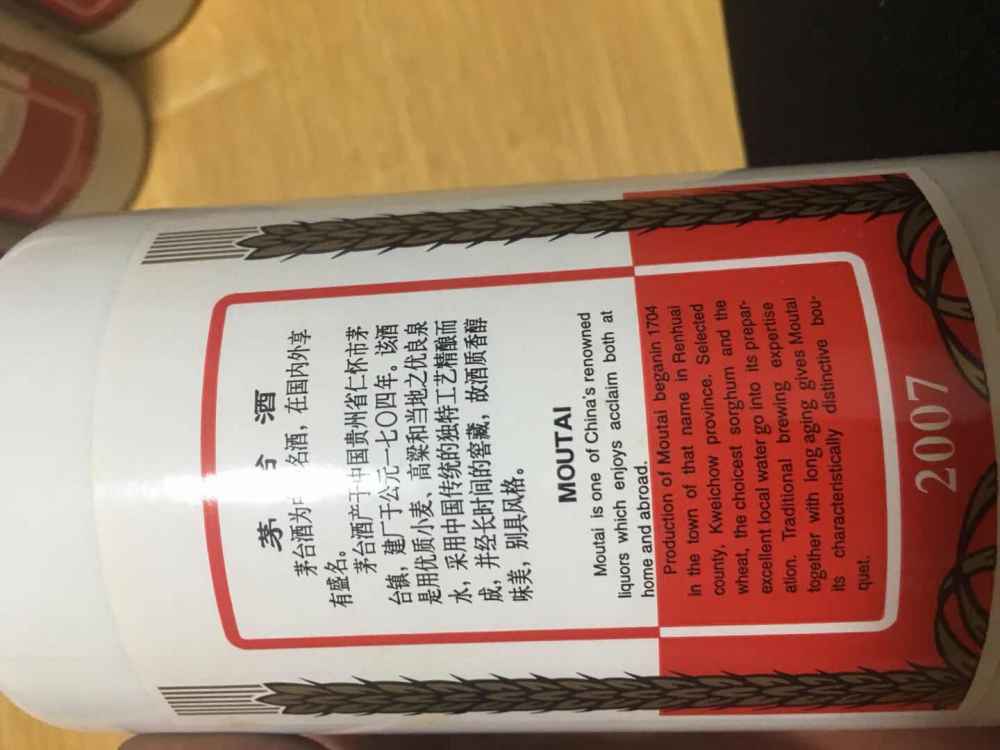 茅台酒
茅台酒为中 名酒，在国内外享
有盛名。
茅台酒产于中国贵州省仁怀市茅
台镇，建厂于公元一七〇四年。该酒
是用优质小麦、高粱和当地之优良泉
水，采用中国传统的独特工艺精酿而
成，并经长时间的窖藏，故酒质香醇
味美，别具风格。
MOUTAI
Moutai is one of China's renowned
liquors which enjoys acclaim both at
home and abroad.
Production of Moutai beganin 1704
in the town of that name in Renhuai
county, Kweichow province. Selected
wheat, the choicest sorghum and the
excellent local water go into its prepar-
ation. Traditional brewing expertise
together with long aging gives Moutai
its characteristically distinctive bou-
quet.
2007